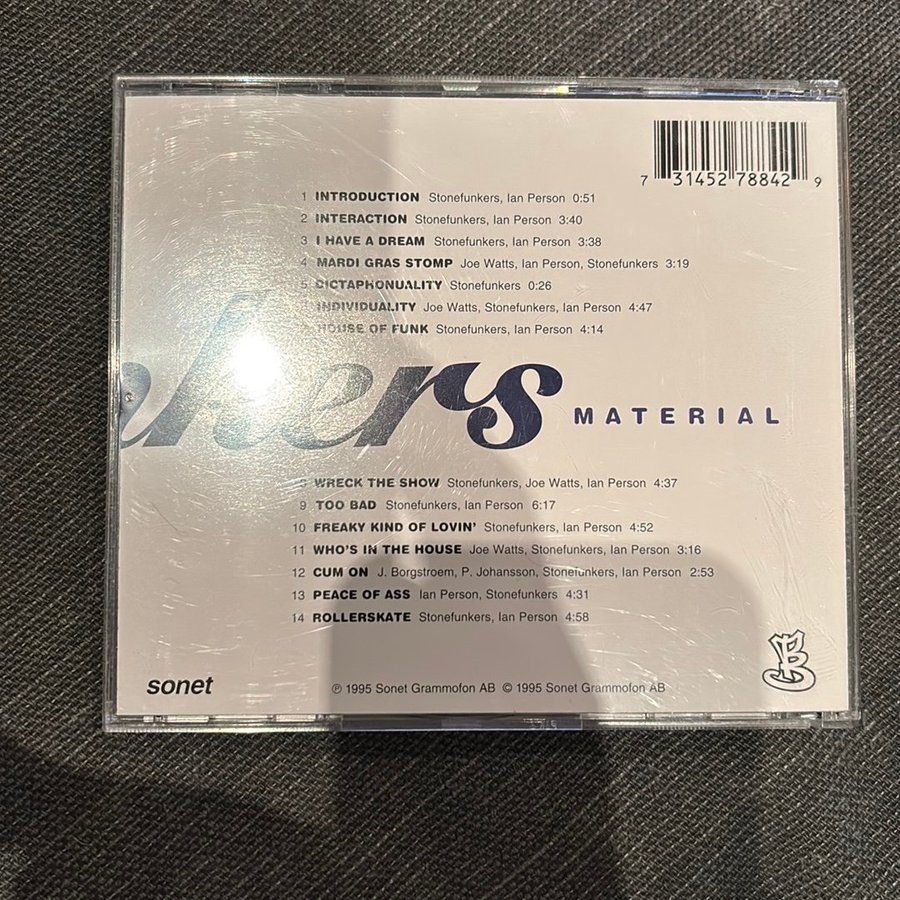 7 31452 78842 9
1 INTRODUCTION Stonefunkers, Ian Person 0:51
2 INTERACTION Stonefunkers, Ian Person 3:40
3 I HAVE A DREAM Stonefunkers, Ian Person 3:38
4 MARDI GRAS STOMP Joe Watts, Ian Person, Stonefunkers 3:19
5 DICTAPHONUALITY Stonefunkers 0:26
INDIVIDUALITY Joe Watts, Stonefunkers, Ian Person 4:47
HOUSE OF FUNK Stonefunkers, Ian Person 4:14
kers MATERIAL
8 WRECK THE SHOW Stonefunkers, Joe Watts, Ian Person 4:37
9 TOO BAD Stonefunkers, Ian Person 6:17
10 FREAKY KIND OF LOVIN' Stonefunkers, Ian Person 4:52
11 WHO'S IN THE HOUSE Joe Watts, Stonefunkers, Ian Person 3:16
12 CUM ON J. Borgstroem, P. Johansson, Stonefunkers, Ian Person 2:53
13 PEACE OF ASS Ian Person, Stonefunkers 4:31
14 ROLLERSKATE Stonefunkers, Ian Person 4:58
sonet ℗ 1995 Sonet Grammofon AB © 1995 Sonet Grammofon AB